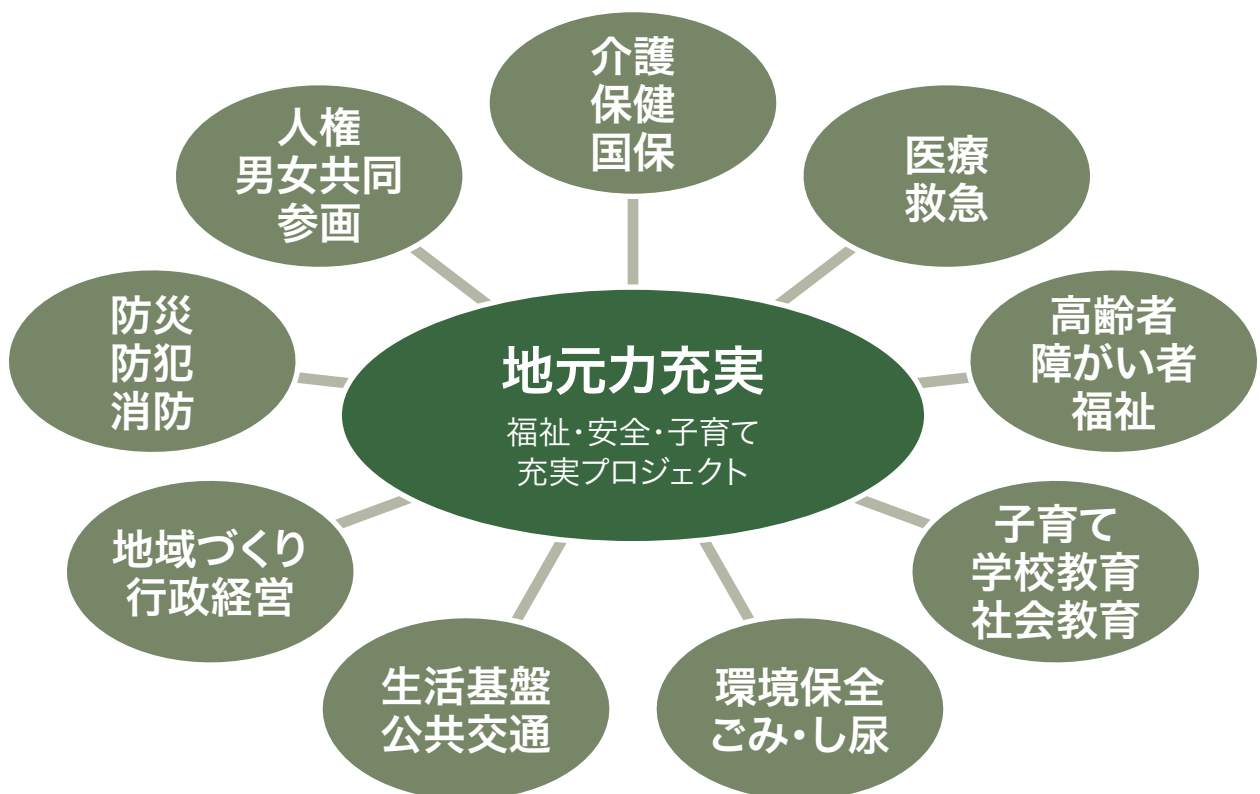 介護
保健
国保
医療
救急
高齢者
障がい者
福祉
子育て
学校教育
社会教育
環境保全
ごみ・し尿
生活基盤
公共交通
地域づくり
行政経営
防災
防犯
消防
人権
男女共同
参画
地元力充実
福祉・安全・子育て
充実プロジェクト